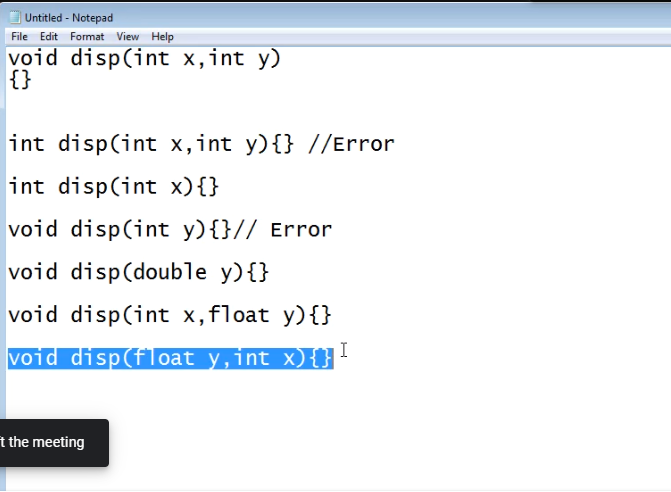 Untitled - Notepad
File Edit Format View Help
void disp(int x,int y)
{}
int disp(int x,int y){} //Error
int disp(int x){}
void disp(int y){}// Error
void disp(double y){}
void disp(int x,float y){}
void disp(float y,int x){}
the meeting